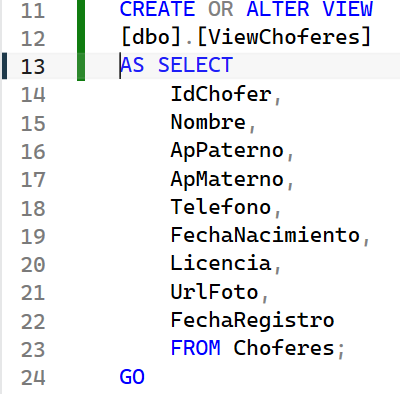 11 CREATE OR ALTER VIEW
12 [dbo].[ViewChoferes]
13 AS SELECT
14 IdChofer,
15 Nombre,
16 ApPaterno,
17 ApMaterno,
18 Telefono,
19 FechaNacimiento,
20 Licencia,
21 UrlFoto,
22 FechaRegistro
23 FROM Choferes;
24 GO